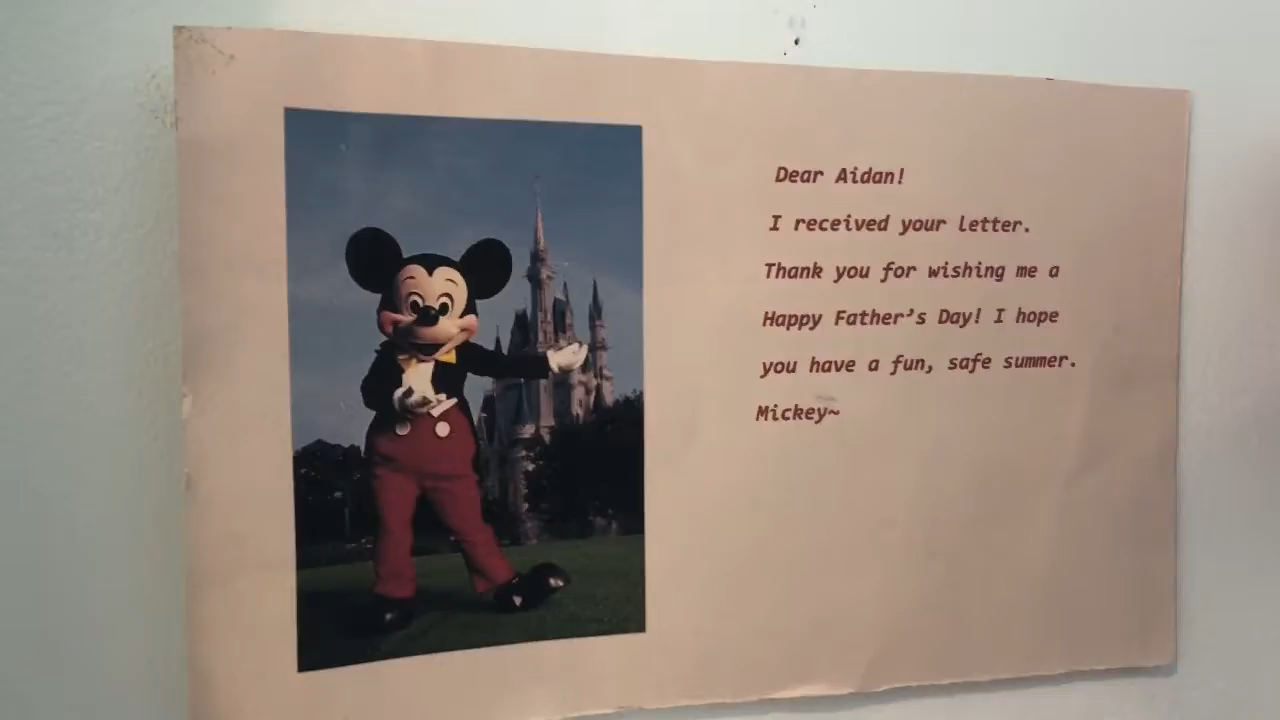 Dear Aidan!
I received your letter.
Thank you for wishing me a
Happy Father’s Day! I hope
you have a fun, safe summer.
Mickey~